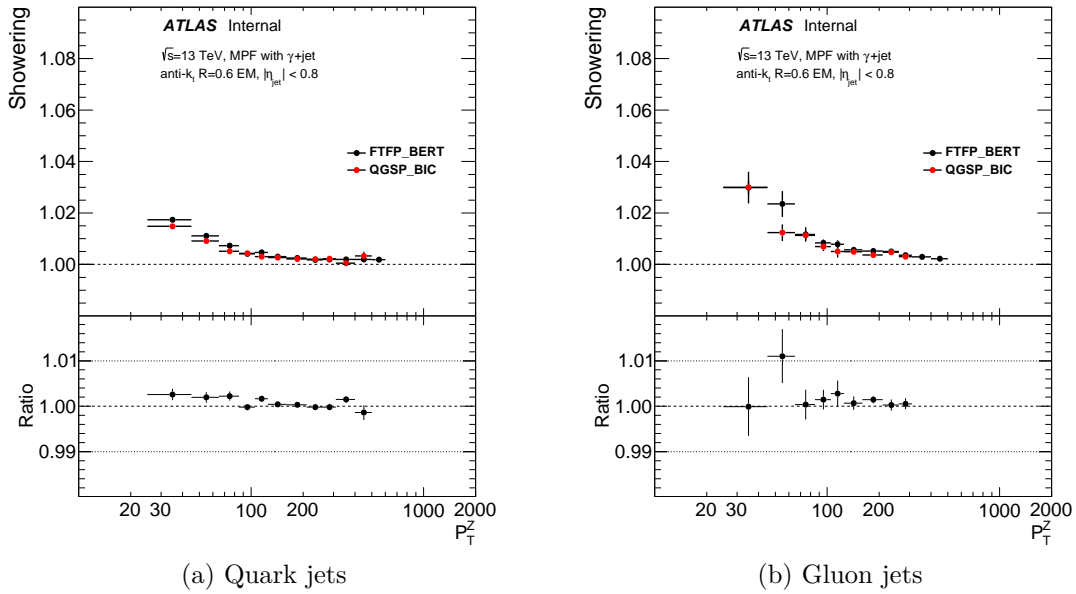 Showering
1.10
1.08
1.06
1.04
1.02
1.00
ATLAS Internal
√s=13 TeV, MPF with γ+jet
anti-kt R=0.6 EM, |ηjet| < 0.8
FTFP_BERT
QGSP_BIC
Ratio
1.01
1.00
0.99
20 30 100 200 1000 2000
P_T^Z
(a) Quark jets
Showering
1.08
1.06
1.04
1.02
1.00
ATLAS Internal
√s=13 TeV, MPF with γ+jet
anti-kt R=0.6 EM, |ηjet| < 0.8
FTFP_BERT
QGSP_BIC
Ratio
1.01
1.00
0.99
20 30 100 200 1000 2000
P_T^Z
(b) Gluon jets